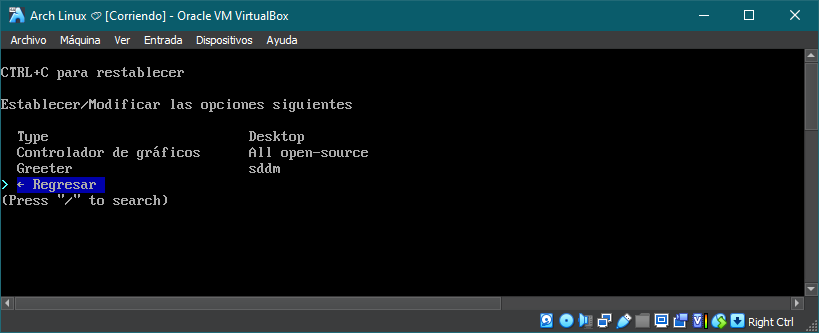 Arch Linux [Corriendo] - Oracle VM VirtualBox
Archivo Máquina Ver Entrada Dispositivos Ayuda
CTRL+C para restablecer
Establecer/Modificar las opciones siguientes
Type Desktop
Controlador de gráficos All open-source
Greeter sddm
> ← Regresar
(Press "/" to search)
Right Ctrl